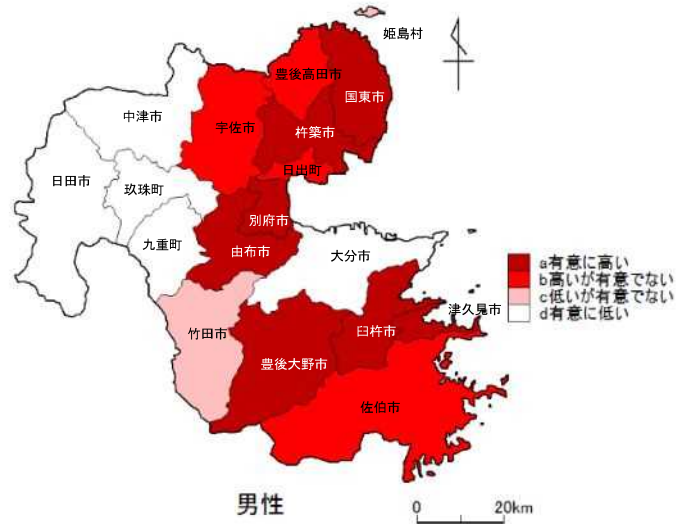 姫島村
豊後高田市
国東市
中津市
宇佐市
杵築市
日出町
日田市
玖珠町
別府市
九重町
由布市
大分市
a有意に高い
b高いが有意でない
c低いが有意でない
d有意に低い
津久見市
竹田市
臼杵市
豊後大野市
佐伯市
男性
0 20km